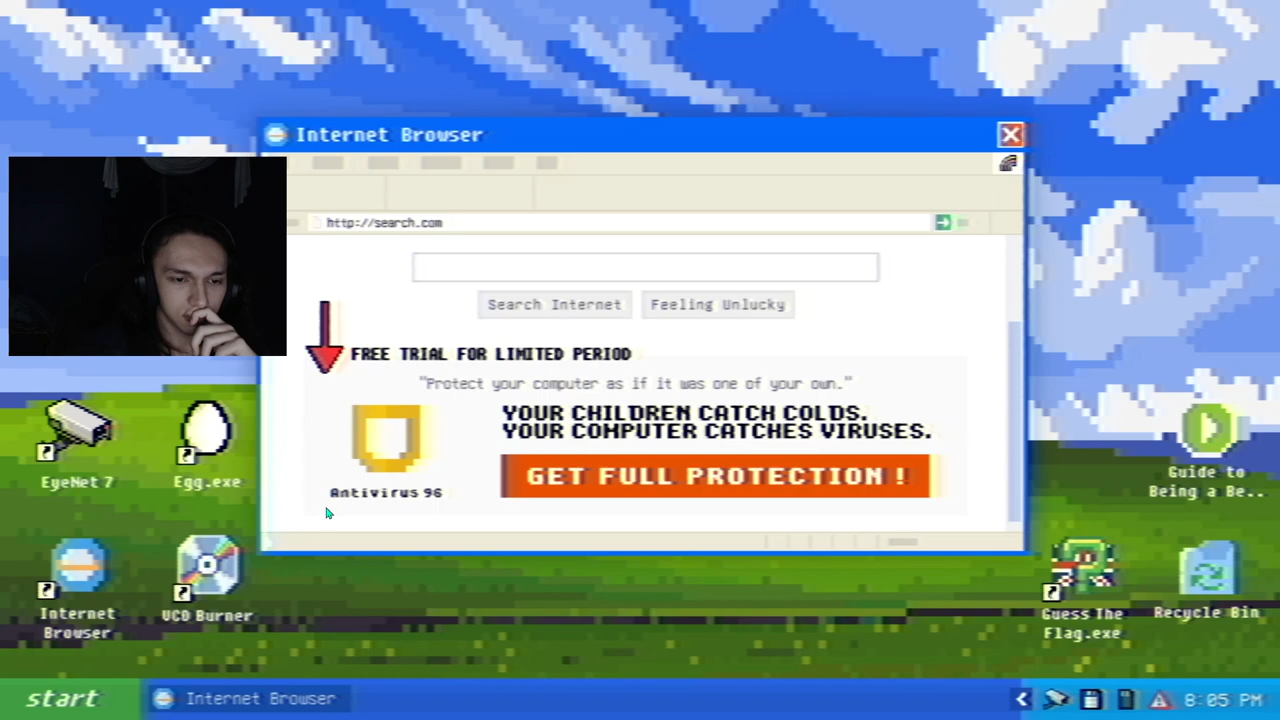 Internet Browser
http://search.com
Search Internet
Feeling Unlucky
FREE TRIAL FOR LIMITED PERIOD
"Protect your computer as if it was one of your own."
YOUR CHILDREN CATCH COLDS.
YOUR COMPUTER CATCHES VIRUSES.
GET FULL PROTECTION !
Antivirus 96
EyeNet 7
Egg.exe
Guide to
Being a Be..
Internet
Browser
VCD Burner
Guess The
Flag.exe
Recycle Bin
start
Internet Browser
8:05 PM